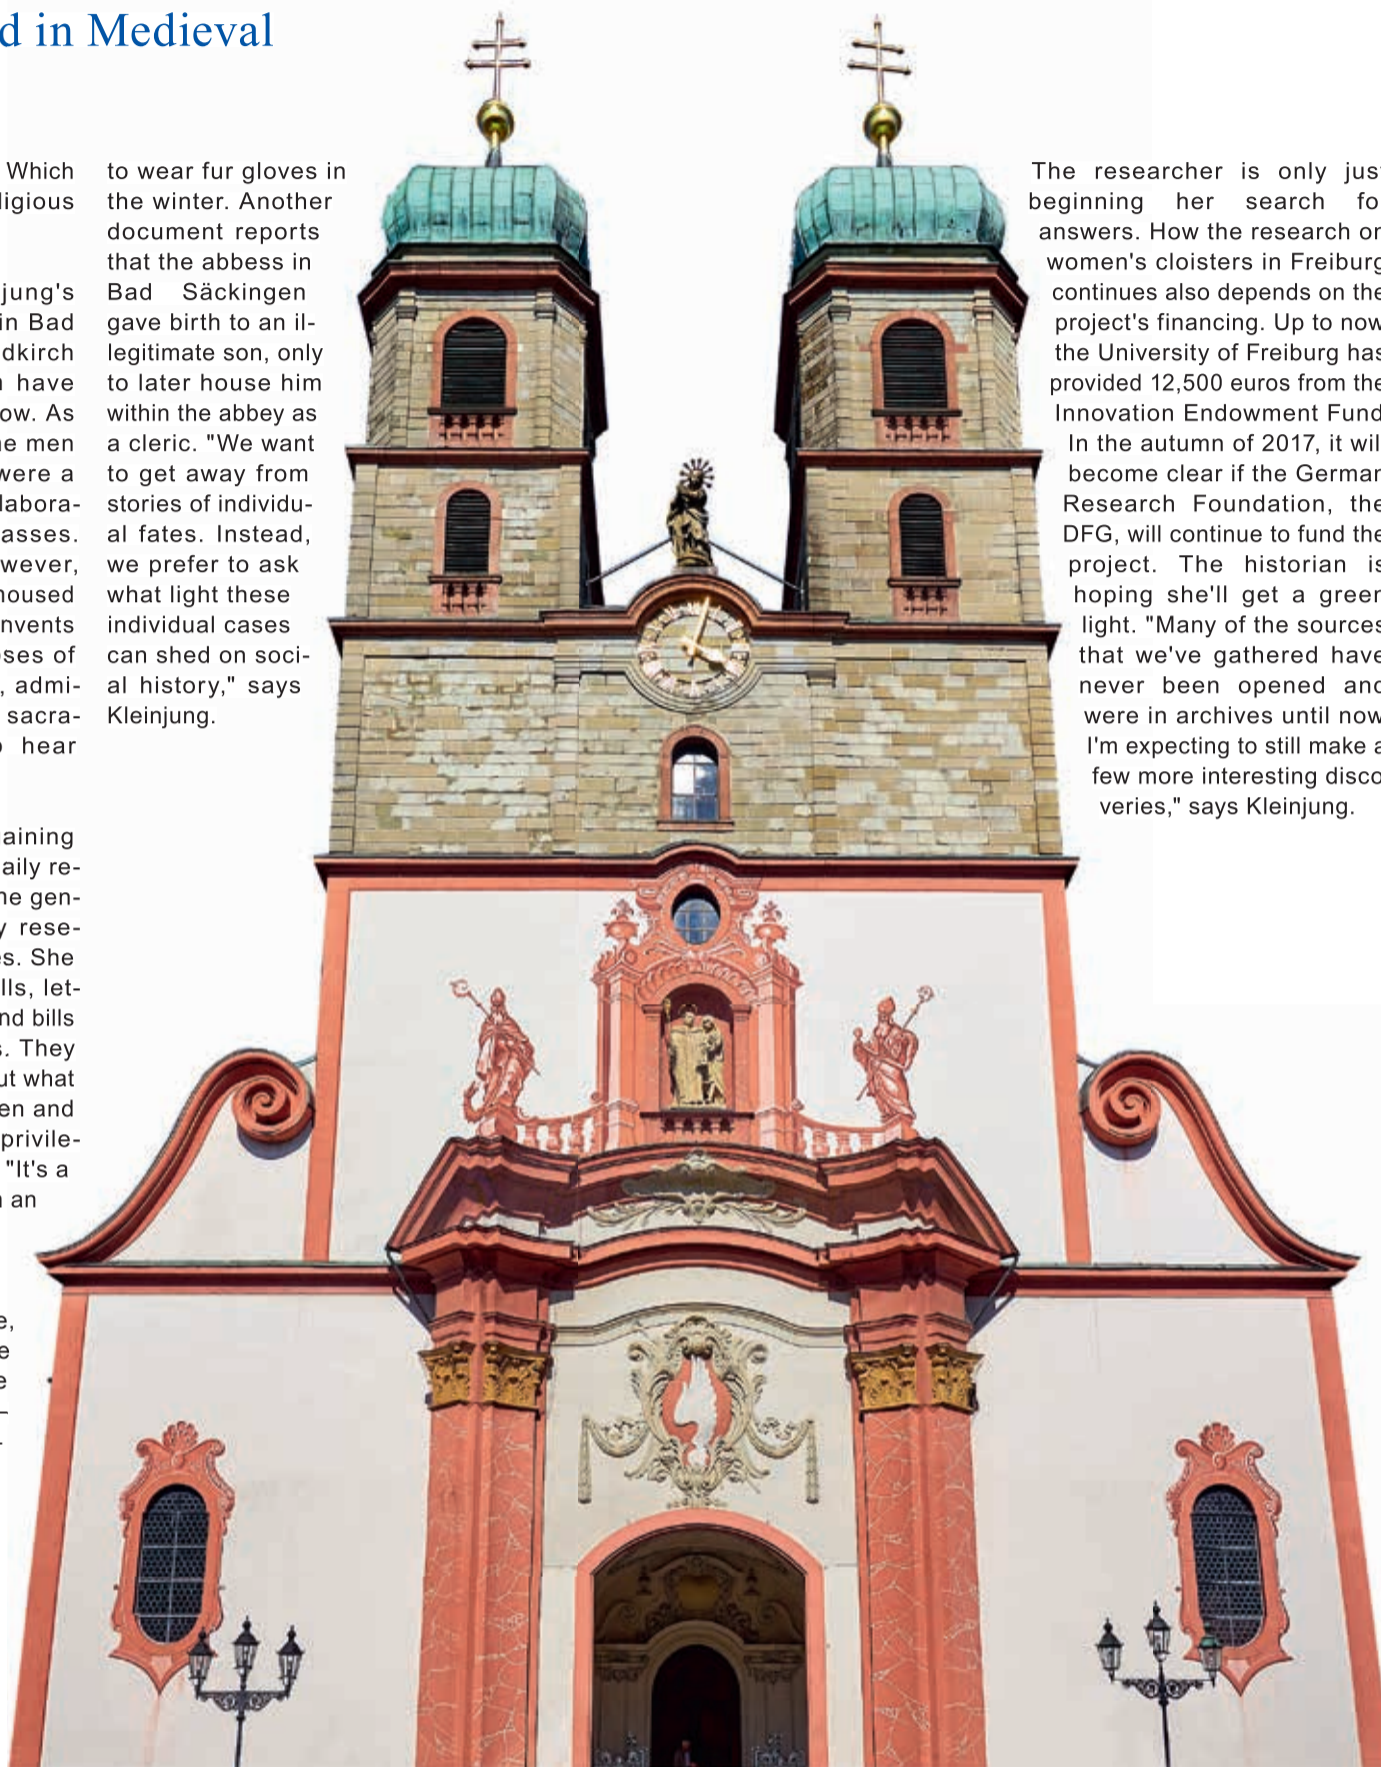 d in Medieval
Which
ligious
jung's
in Bad
dkirch
have
ow. As
e men
were a
labora-
asses.
wever,
housed
nvents
ses of
, admi-
sacra-
hear
aining
aily re-
he gen-
y rese-
es. She
lls, let-
nd bills
s. They
ut what
en and
privile-
"It's a
an
e,
e
e
to wear fur gloves in
the winter. Another
document reports
that the abbess in
Bad Säckingen
gave birth to an il-
legitimate son, only
to later house him
within the abbey as
a cleric. "We want
to get away from
stories of individu-
al fates. Instead,
we prefer to ask
what light these
individual cases
can shed on soci-
al history," says
Kleinjung.
The researcher is only just
beginning her search fo
answers. How the research on
women's cloisters in Freiburg
continues also depends on the
project's financing. Up to now
the University of Freiburg has
provided 12,500 euros from the
Innovation Endowment Fund
In the autumn of 2017, it will
become clear if the German
Research Foundation, the
DFG, will continue to fund the
project. The historian is
hoping she'll get a green
light. "Many of the sources
that we've gathered have
never been opened and
were in archives until now
I'm expecting to still make a
few more interesting disco
veries," says Kleinjung.